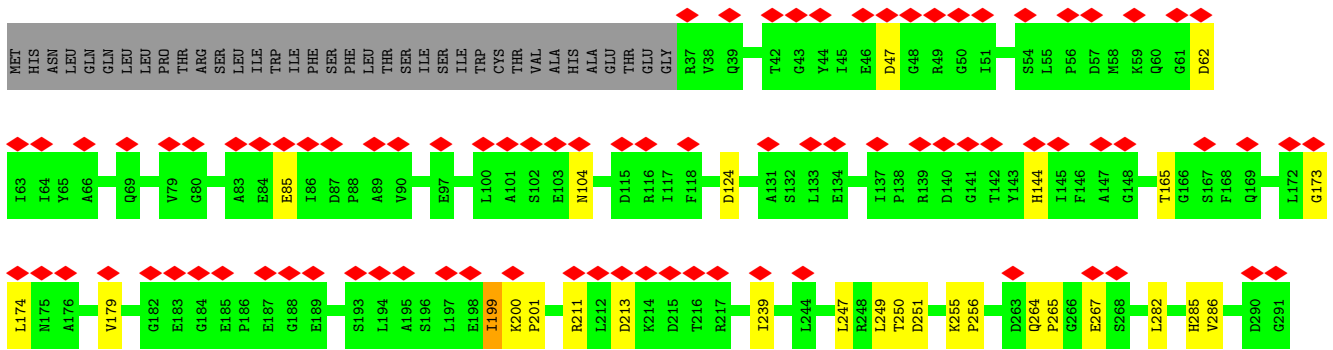 MET HIS ASN LEU GLN GLN LEU LEU PRO THR ARG SER LEU ILE TRP ILE PHE SER PHE LEU THR SER ILE SER ILE TRP CYS THR VAL ALA HIS ALA GLU THR GLU GLY R37 V38 Q39 T42 G43 Y44 I45 E46 D47 G48 R49 G50 I51 S54 L55 P56 D57 M58 K59 Q60 G61 D62
I63 I64 Y65 A66 Q69 V79 G80 A83 E84 E85 I86 D87 P88 A89 V90 E97 L100 A101 S102 E103 N104 D115 R116 I117 F118 D124 A131 S132 L133 E134 I137 P138 R139 D140 G141 T142 Y143 H144 I145 F146 A147 G148 T165 G166 S167 F168 Q169 L172 G173
L174 N175 A176 V179 G182 E183 G184 E185 P186 E187 G188 E189 S193 L194 A195 S196 L197 E198 I199 K200 P201 R211 L212 D213 K214 D215 T216 R217 I239 L244 L247 R248 L249 T250 D251 K255 P256 D263 Q264 P265 G266 E267 S268 L282 H285 V286 D290 G291